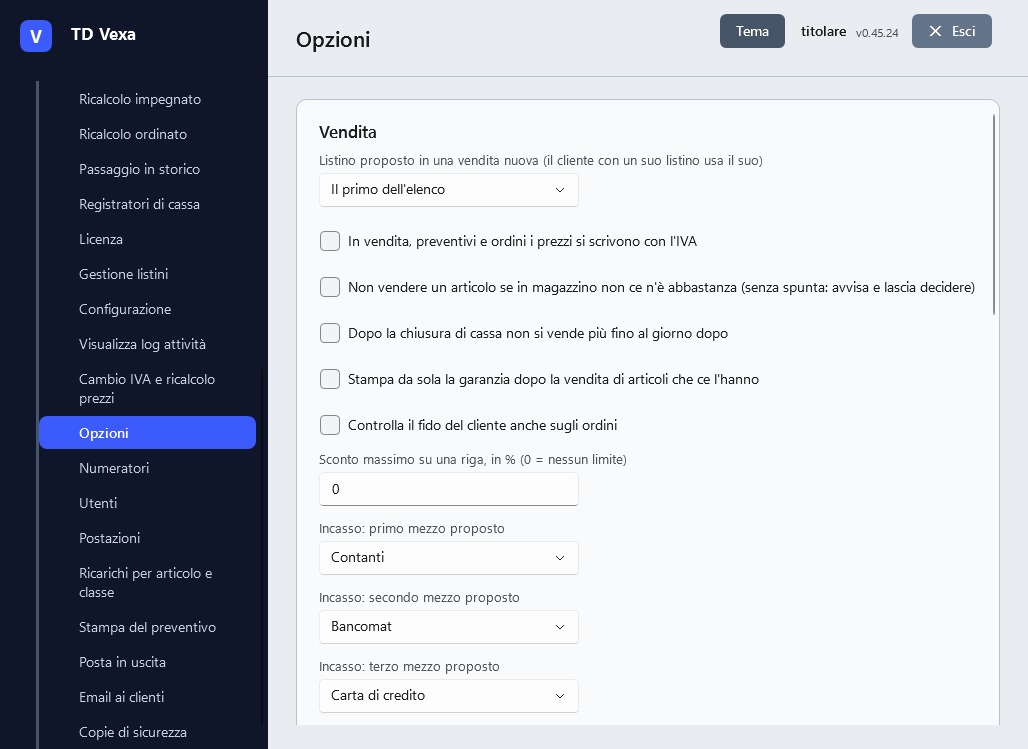 V
TD Vexa
Ricalcolo impegnato
Ricalcolo ordinato
Passaggio in storico
Registratori di cassa
Licenza
Gestione listini
Configurazione
Visualizza log attività
Cambio IVA e ricalcolo
prezzi
Opzioni
Numeratori
Utenti
Postazioni
Ricarichi per articolo e
classe
Stampa del preventivo
Posta in uscita
Email ai clienti
Copie di sicurezza
Opzioni
Tema
titolare
v0.45.24
Esci
Vendita
Listino proposto in una vendita nuova (il cliente con un suo listino usa il suo)
Il primo dell'elenco
In vendita, preventivi e ordini i prezzi si scrivono con l'IVA
Non vendere un articolo se in magazzino non ce n'è abbastanza (senza spunta: avvisa e lascia decidere)
Dopo la chiusura di cassa non si vende più fino al giorno dopo
Stampa da sola la garanzia dopo la vendita di articoli che ce l'hanno
Controlla il fido del cliente anche sugli ordini
Sconto massimo su una riga, in % (0 = nessun limite)
0
Incasso: primo mezzo proposto
Contanti
Incasso: secondo mezzo proposto
Bancomat
Incasso: terzo mezzo proposto
Carta di credito